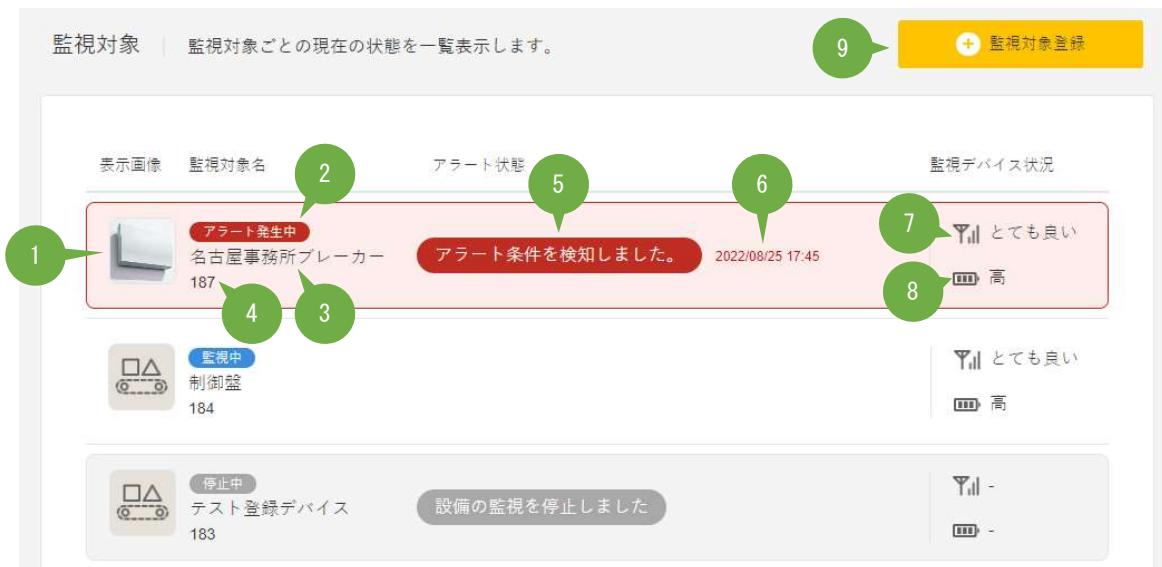 監視対象 監視対象ごとの現在の状態を一覧表示します。 9 監視対象登録
表示画像 監視対象名 2 アラート状態 監視デバイス状況
5 6
アラート発生中 7 とても良い
1 名古屋事務所ブレーカー アラート条件を検知しました。 2022/08/25 17:45
187 8 高
4 3
監視中 とても良い
制御盤
184 高
停止中 -
テスト登録デバイス 設備の監視を停止しました
183 -